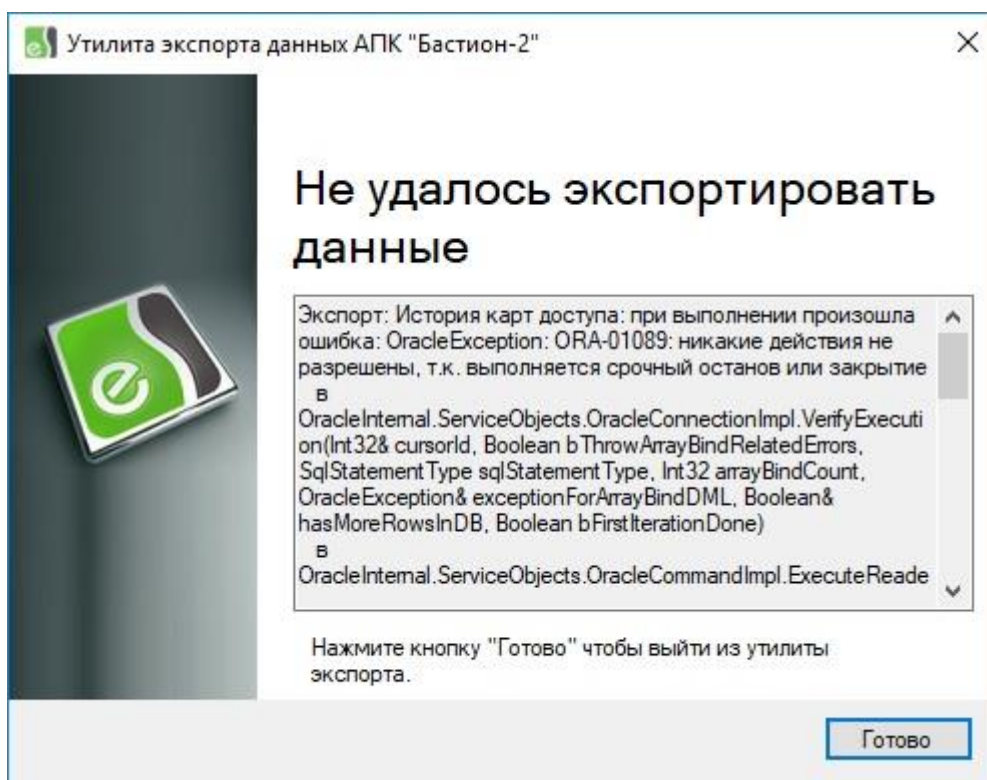 Утилита экспорта данных АПК "Бастион-2"
Не удалось экспортировать
данные
Экспорт: История карт доступа: при выполнении произошла
ошибка: OracleException: ORA-01089: никакие действия не
разрешены, т.к. выполняется срочный останов или закрытие
в
OracleInternal.ServiceObjects.OracleConnectionImpl.VerifyExecuti
on(Int32& cursorId, Boolean bThrowArrayBindRelatedErrors,
SqlStatementType sqlStatementType, Int32 arrayBindCount,
OracleException& exceptionForArrayBindDML, Boolean&
hasMoreRowsInDB, Boolean bFirstIterationDone)
в
OracleInternal.ServiceObjects.OracleCommandImpl.ExecuteReade
Нажмите кнопку "Готово" чтобы выйти из утилиты
экспорта.
Готово